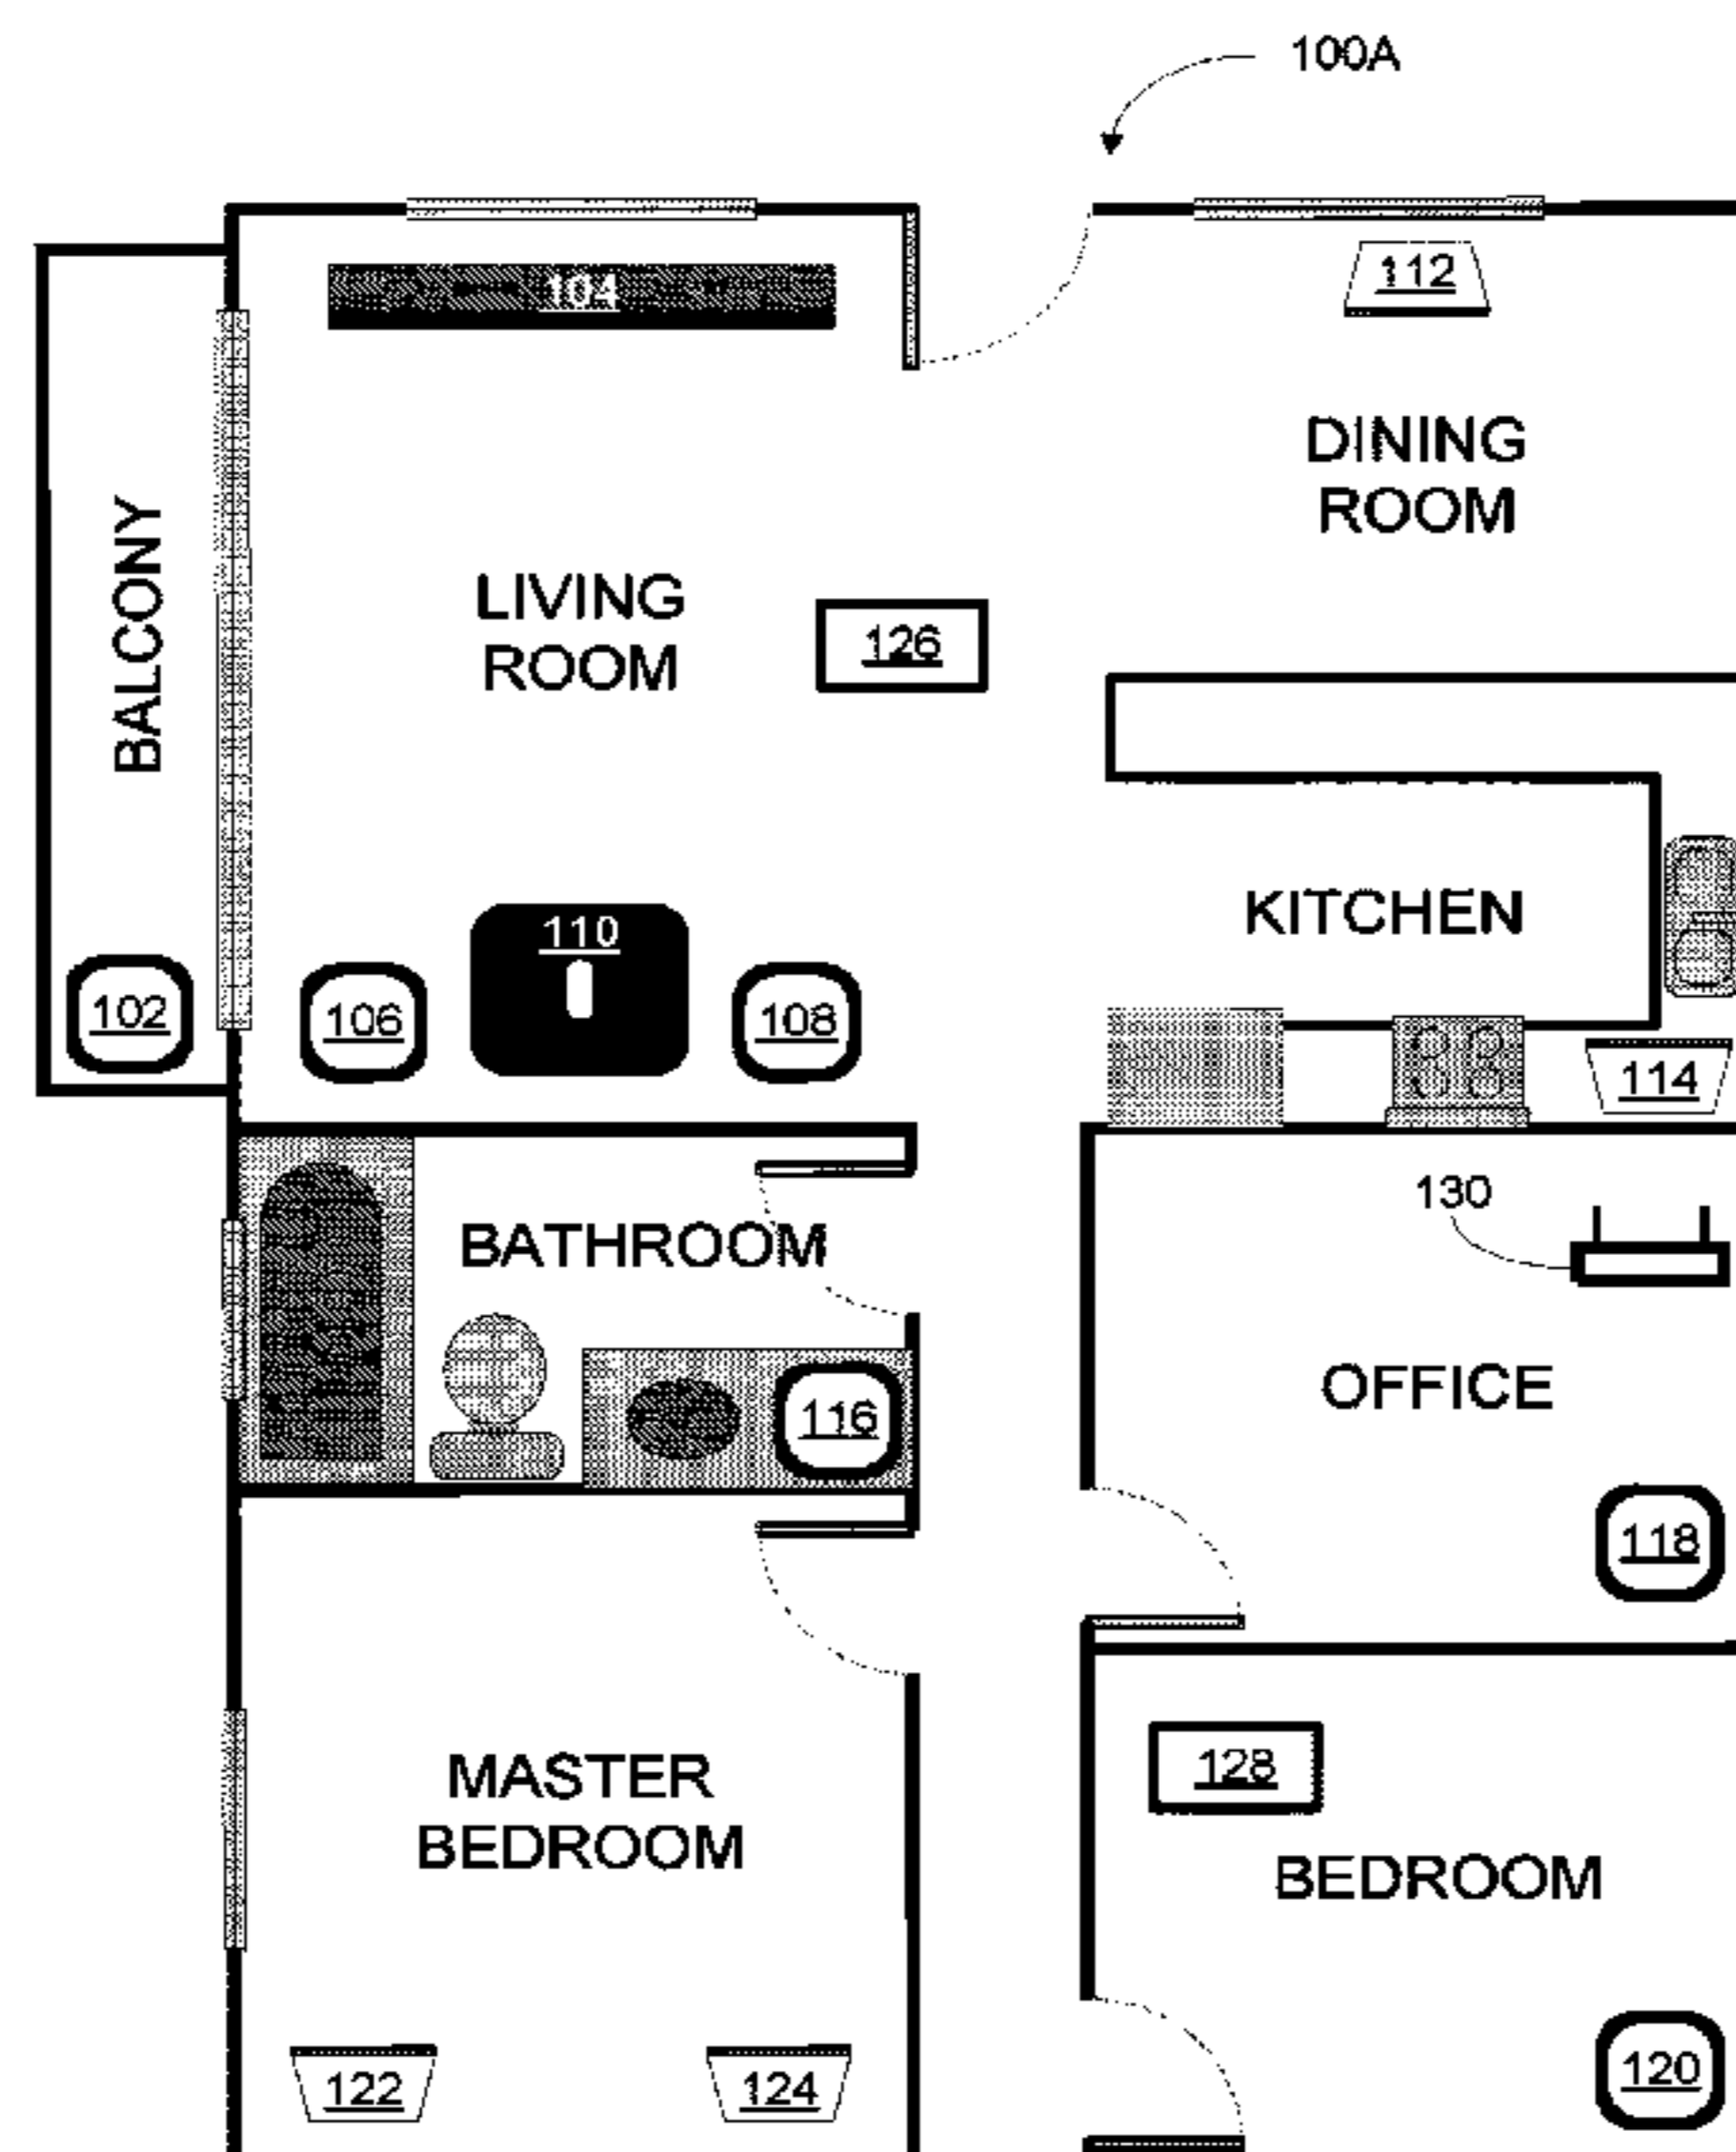 100A
104
112
DINING
ROOM
BALCONY
LIVING
ROOM
126
KITCHEN
110
102
106
108
114
130
BATHROOM
OFFICE
116
118
128
MASTER
BEDROOM
BEDROOM
122
124
120